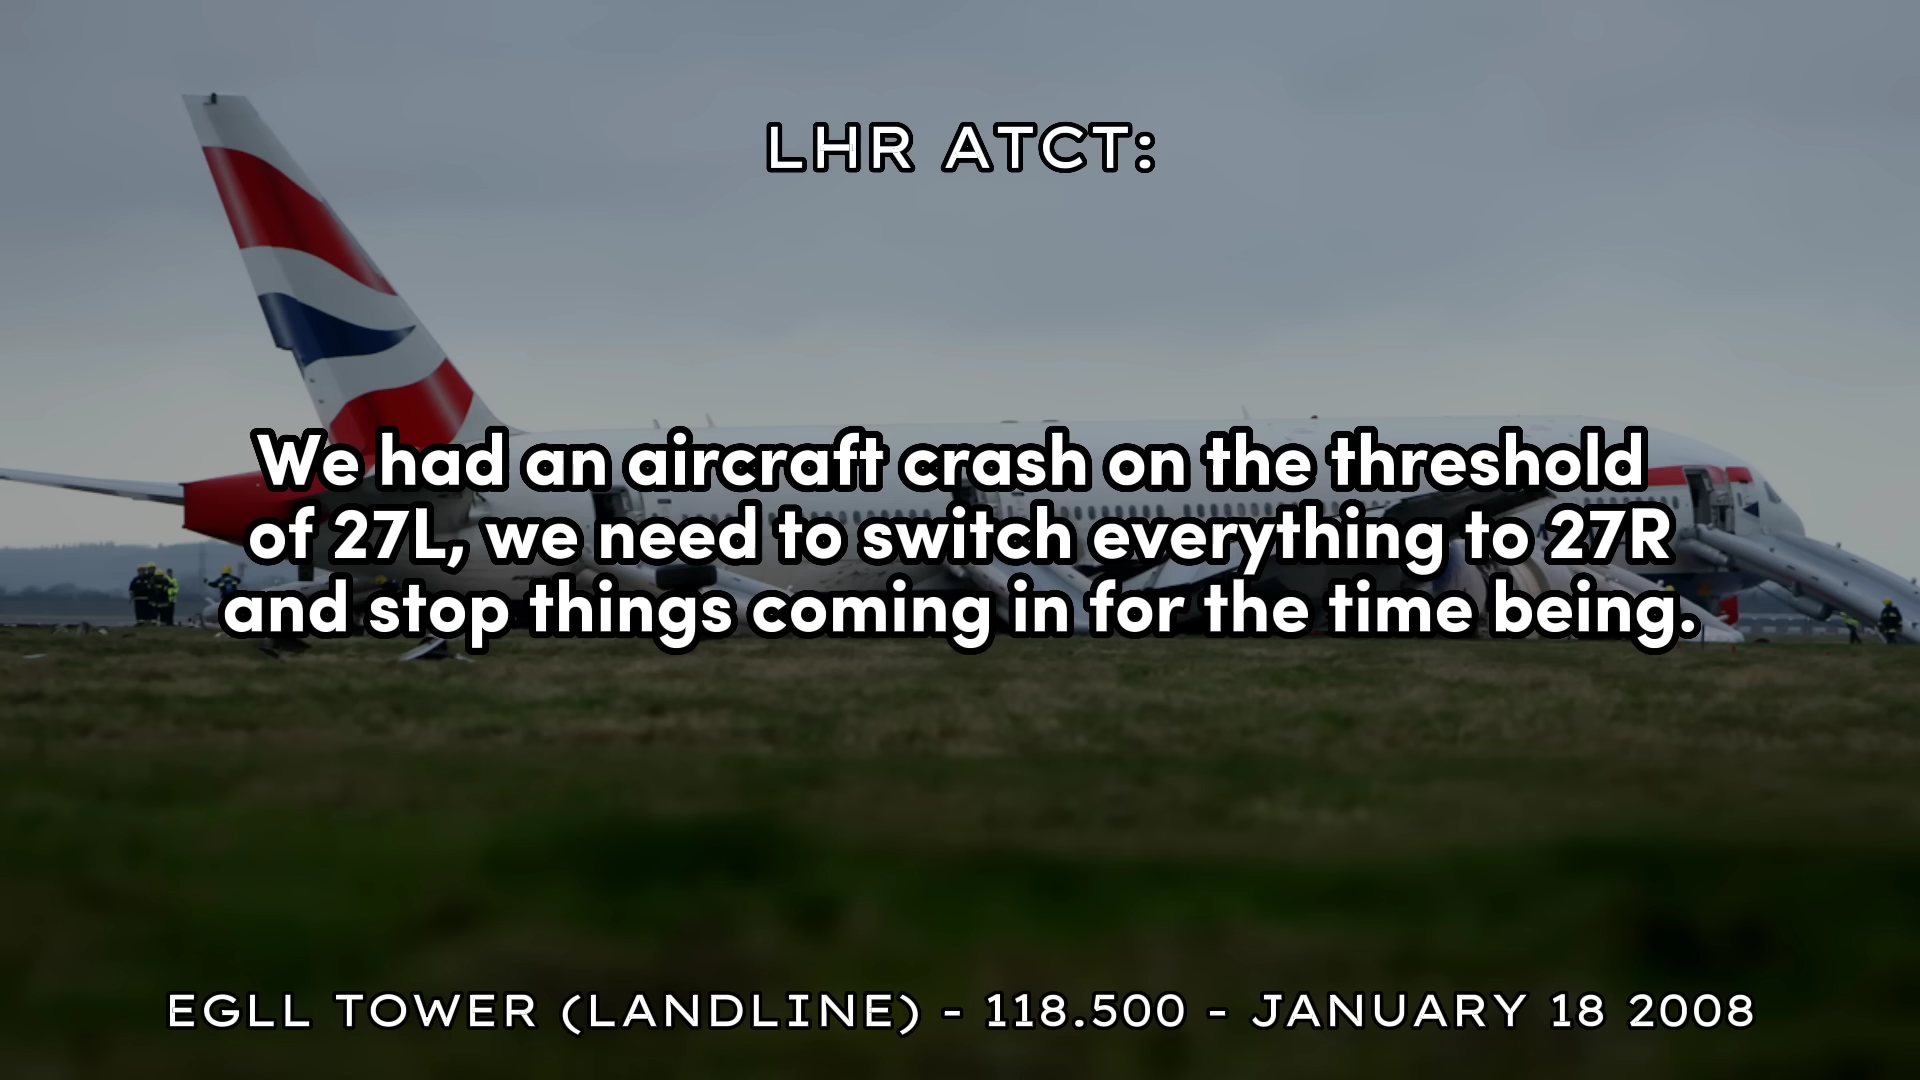 LHR ATCT:
We had an aircraft crash on the threshold
of 27L, we need to switch everything to 27R
and stop things coming in for the time being.
EGLL TOWER (LANDLINE) - 118.500 - JANUARY 18 2008